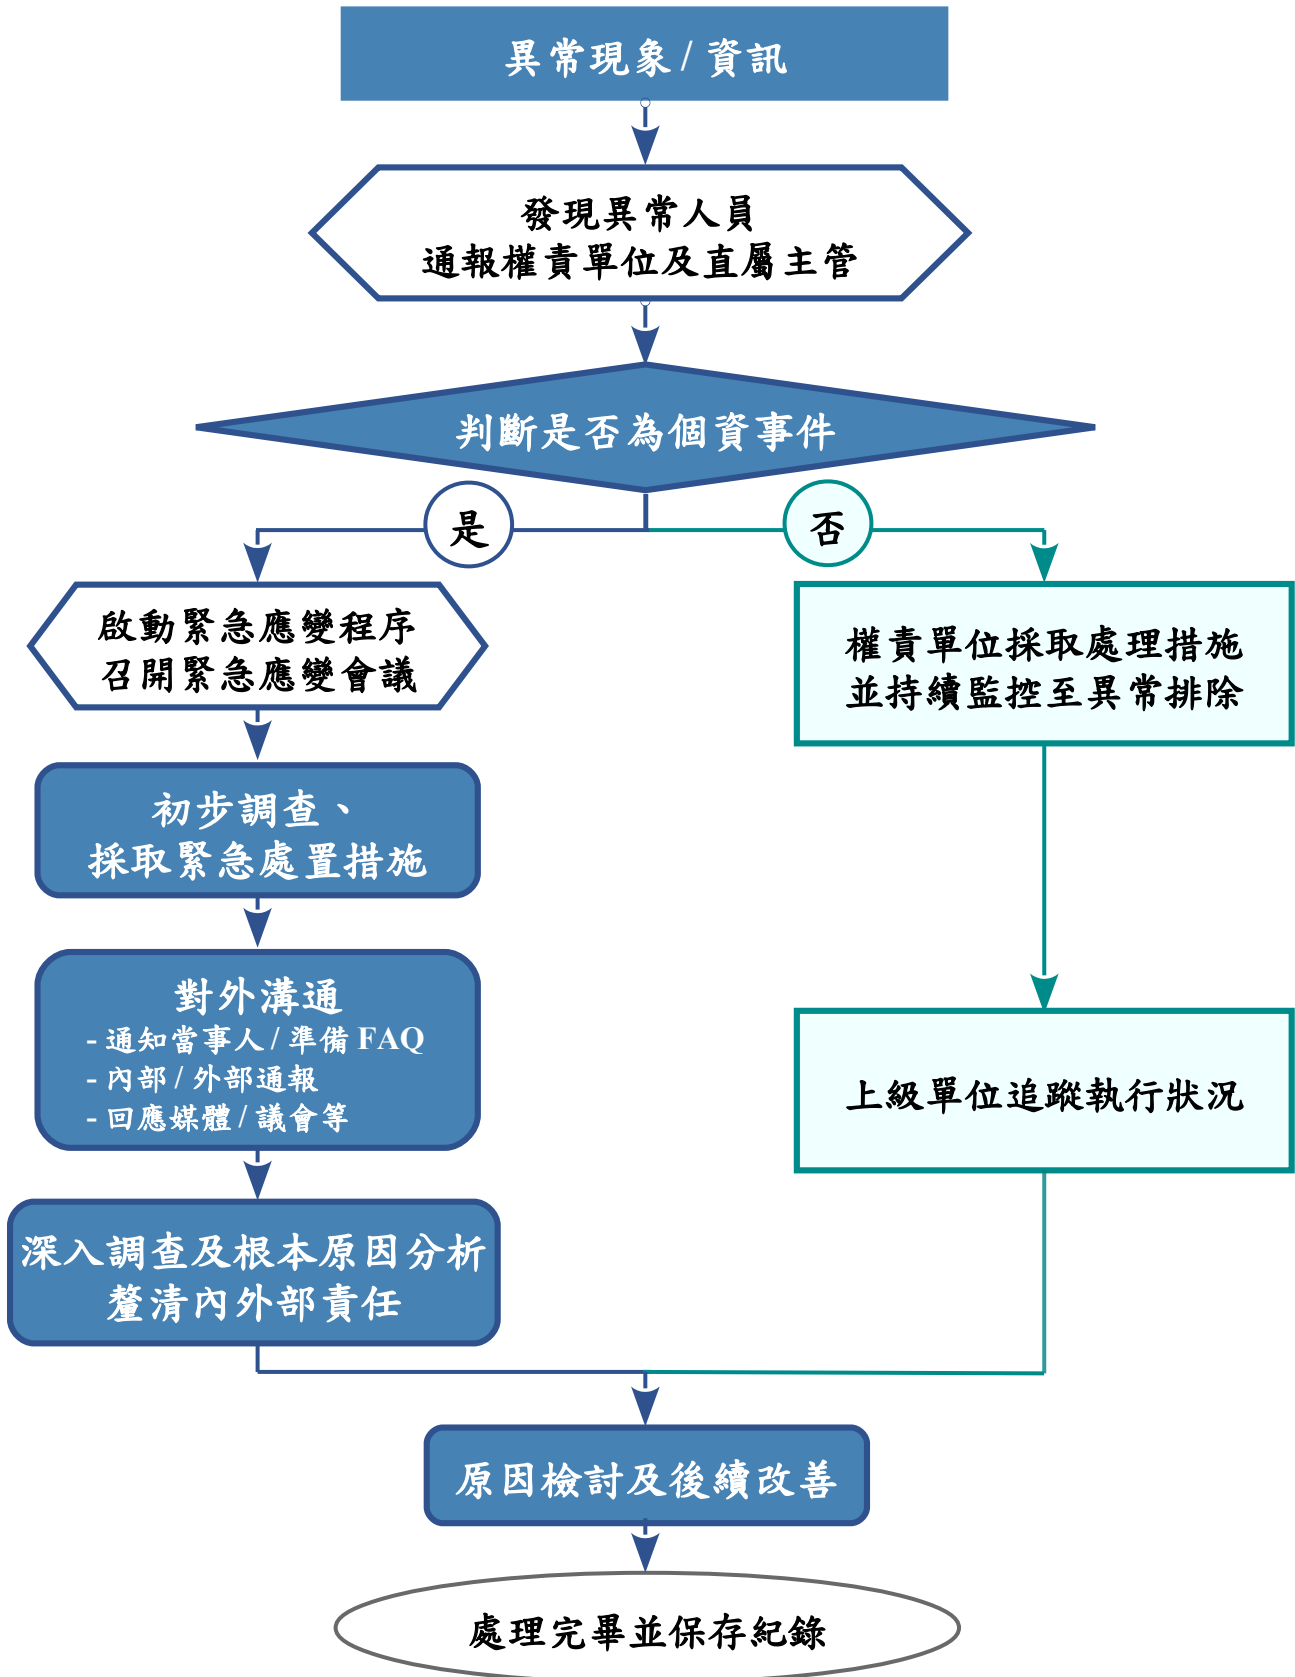 異常現象 / 資訊
發現異常人員
通報權責單位及直屬主管
判斷是否為個資事件
是
否
啟動緊急應變程序
召開緊急應變會議
權責單位採取處理措施
並持續監控至異常排除
初步調查、
採取緊急處置措施
對外溝通
- 通知當事人 / 準備 FAQ
- 內部 / 外部通報
- 回應媒體 / 議會等
上級單位追蹤執行狀況
深入調查及根本原因分析
釐清內外部責任
原因檢討及後續改善
處理完畢並保存紀錄